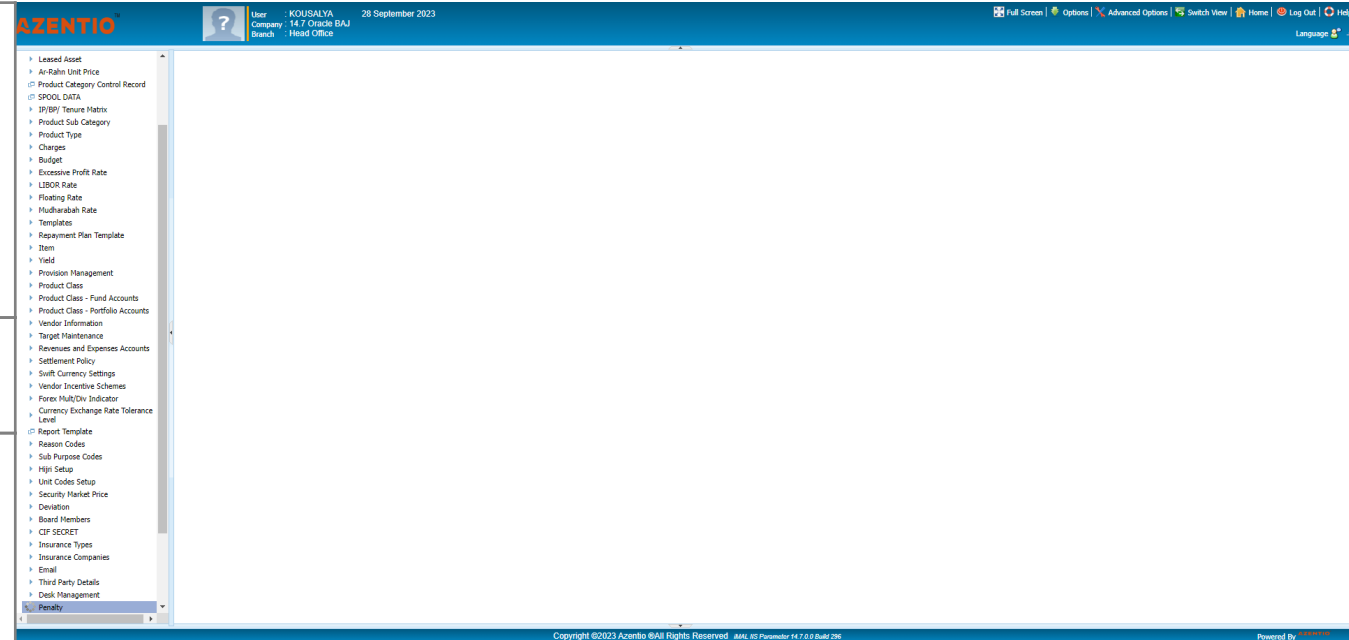 AZENTIO
User : KOUSALYA 28 September 2023
Company : 14.7 Oracle BAJ
Branch : Head Office
Full Screen | Options | Advanced Options | Switch View | Home | Log Out | Help
Language
Leased Asset
Ar-Rahn Unit Price
Product Category Control Record
SPOOL DATA
IP/BP/ Tenure Matrix
Product Sub Category
Product Type
Charges
Budget
Excessive Profit Rate
LIBOR Rate
Floating Rate
Mudharabah Rate
Templates
Repayment Plan Template
Item
Yield
Provision Management
Product Class
Product Class - Fund Accounts
Product Class - Portfolio Accounts
Vendor Information
Target Maintenance
Revenues and Expenses Accounts
Settlement Policy
Swift Currency Settings
Vendor Incentive Schemes
Forex Mult/Div Indicator
Currency Exchange Rate Tolerance
Level
Report Template
Reason Codes
Sub Purpose Codes
Hijri Setup
Unit Codes Setup
Security Market Price
Deviation
Board Members
CIF SECRET
Insurance Types
Insurance Companies
Email
Third Party Details
Desk Management
Penalty
Copyright ©2023 Azentio ®All Rights Reserved iMAL IIS Parameter 14.7.0.0 Build 296
Powered By AZENTIO